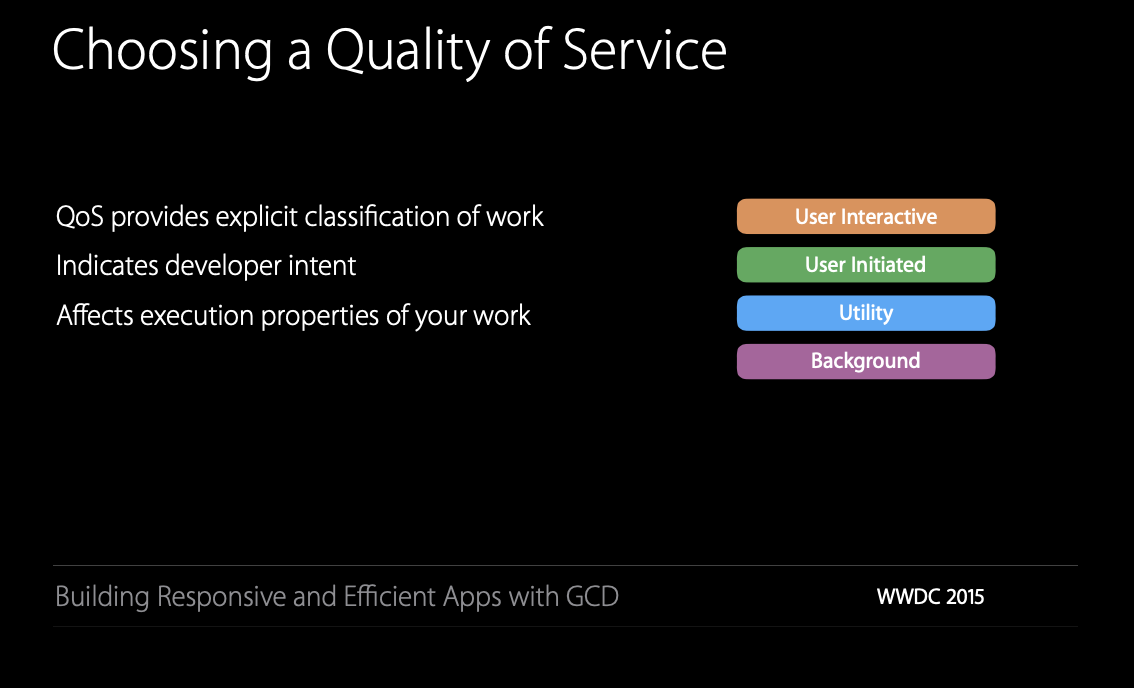 Choosing a Quality of Service
QoS provides explicit classification of work
Indicates developer intent
Affects execution properties of your work
User Interactive
User Initiated
Utility
Background
Building Responsive and Efficient Apps with GCD
WWDC 2015